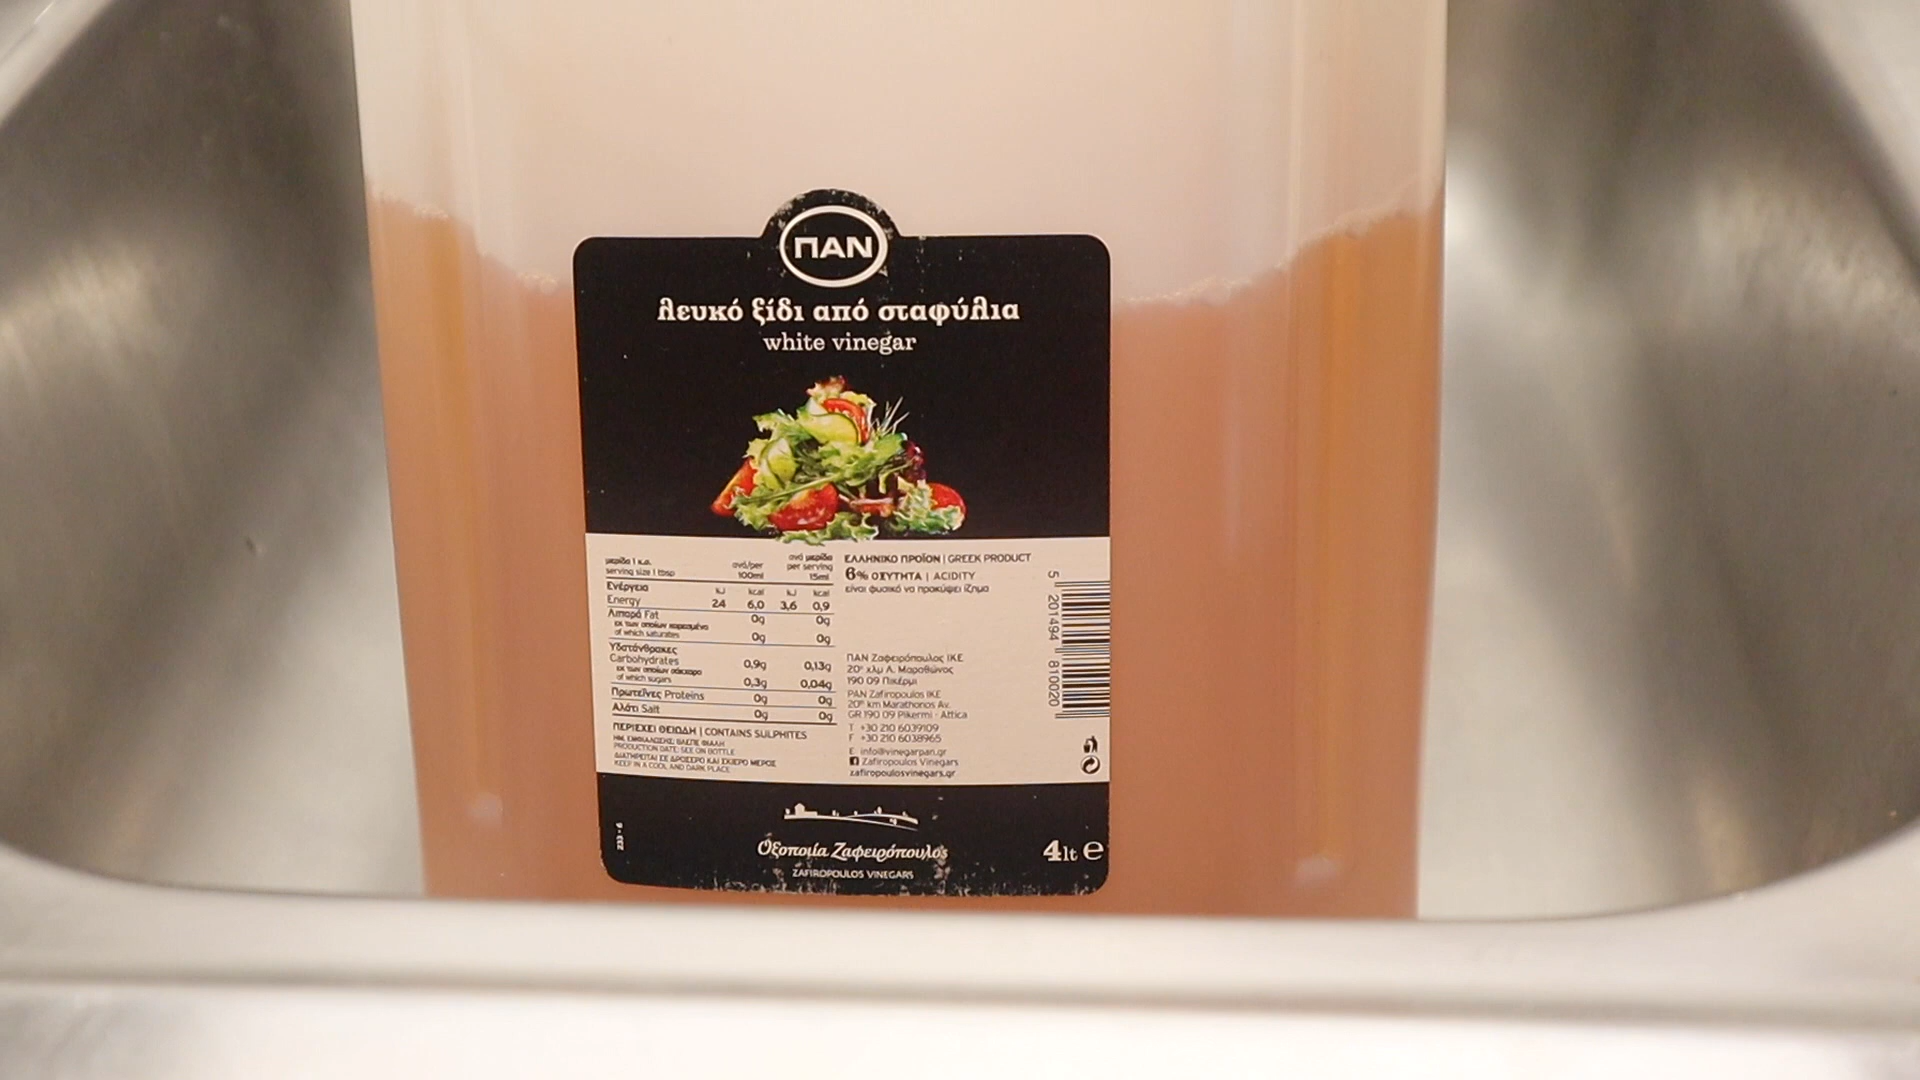 ΠΑΝ
λευκό ξίδι από σταφύλια
white vinegar
μερίδα 1 κ.σ.
serving size 1 tbsp
ανά/per
100ml
ανά μερίδα
per serving
15ml
Ενέργεια
Energy
kJ kcal kJ kcal
24 6,0 3,6 0,9
Λιπαρά Fat 0g 0g
εκ των οποίων κορεσμένα
of which saturates 0g 0g
Υδατάνθρακες
Carbohydrates 0,9g 0,13g
εκ των οποίων σάκχαρα
of which sugars 0,3g 0,04g
Πρωτεΐνες Proteins 0g 0g
Αλάτι Salt 0g 0g
ΠΕΡΙΕΧΕΙ ΘΕΙΩΔΗ | CONTAINS SULPHITES
ΗΜ. ΕΜΦΙΑΛΩΣΗΣ: ΒΛΕΠΕ ΦΙΑΛΗ
PRODUCTION DATE: SEE ON BOTTLE
ΔΙΑΤΗΡΕΙΤΑΙ ΣΕ ΔΡΟΣΕΡΟ ΚΑΙ ΣΚΙΕΡΟ ΜΕΡΟΣ
KEEP IN A COOL AND DARK PLACE
ΕΛΛΗΝΙΚΟ ΠΡΟΪΟΝ | GREEK PRODUCT
6% ΟΞΥΤΗΤΑ | ACIDITY
είναι φυσικό να προκύψει ίζημα
ΠΑΝ Ζαφειρόπουλος ΙΚΕ
20° χλμ Λ. Μαραθώνος
190 09 Πικέρμι
PAN Zafiropoulos IKE
20th km Marathonos Av.
GR 190 09 Pikermi - Attica
T +30 210 6039109
F +30 210 6038965
E info@vinegarpan.gr
Zafiropoulos Vinegars
zafiropoulosvinegars.gr
5 201494 810020
233 - 6
Οξοποιία Ζαφειρόπουλος
ZAFIROPOULOS VINEGARS
4lt e